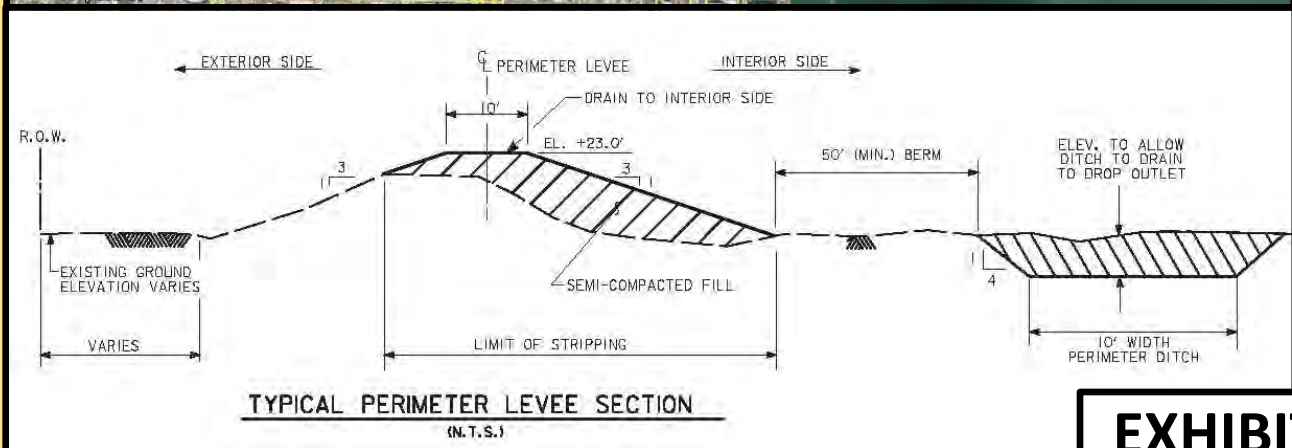 EXTERIOR SIDE
℄ PERIMETER LEVEE
INTERIOR SIDE
10'
DRAIN TO INTERIOR SIDE
R.O.W.
EL. +23.0'
3
1
3
1
50' (MIN.) BERM
ELEV. TO ALLOW
DITCH TO DRAIN
TO DROP OUTLET
EXISTING GROUND
ELEVATION VARIES
SEMI-COMPACTED FILL
1
4
VARIES
LIMIT OF STRIPPING
10' WIDTH
PERIMETER DITCH
TYPICAL PERIMETER LEVEE SECTION
(N.T.S.)
EXHIBIT